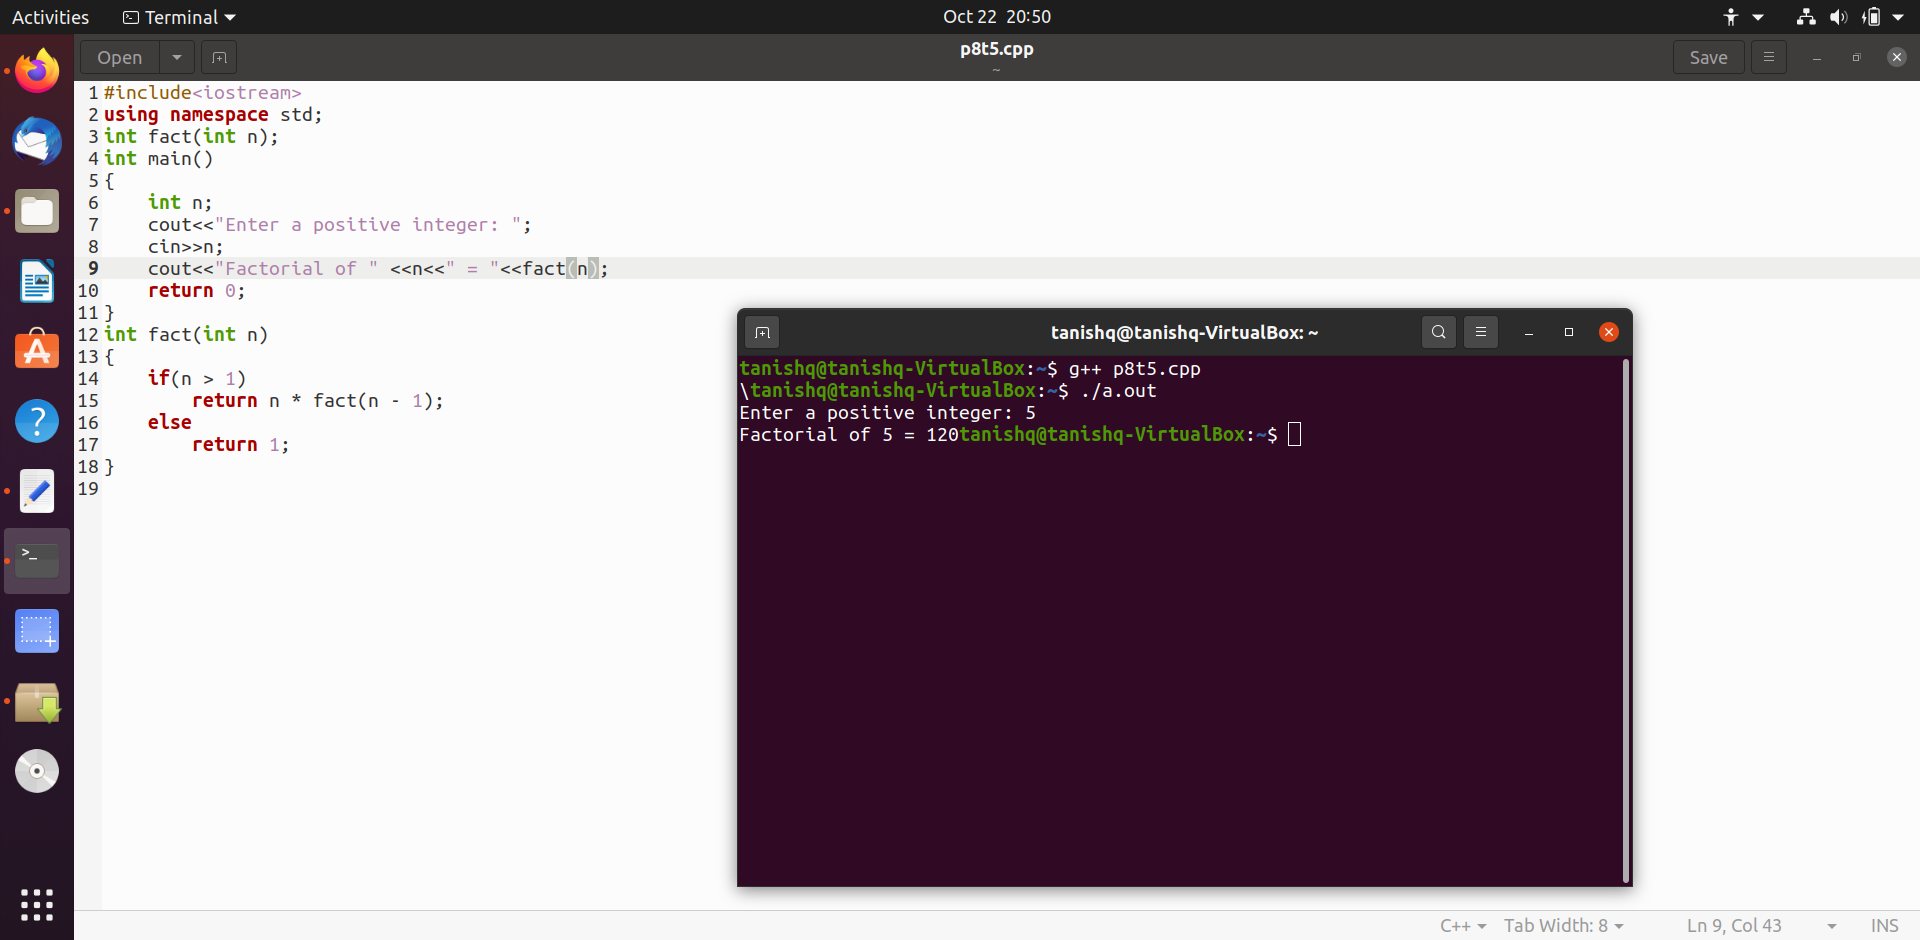 Activities Terminal Oct 22 20:50
Open p8t5.cpp Save
~
1 #include<iostream>
2 using namespace std;
3 int fact(int n);
4 int main()
5 {
6     int n;
7     cout<<"Enter a positive integer: ";
8     cin>>n;
9     cout<<"Factorial of " <<n<<" = "<<fact(n);
10     return 0;
11 }
12 int fact(int n)
13 {
14     if(n > 1)
15         return n * fact(n - 1);
16     else
17         return 1;
18 }
19
tanishq@tanishq-VirtualBox: ~
tanishq@tanishq-VirtualBox:~$ g++ p8t5.cpp
\tanishq@tanishq-VirtualBox:~$ ./a.out
Enter a positive integer: 5
Factorial of 5 = 120tanishq@tanishq-VirtualBox:~$
C++ Tab Width: 8 Ln 9, Col 43 INS